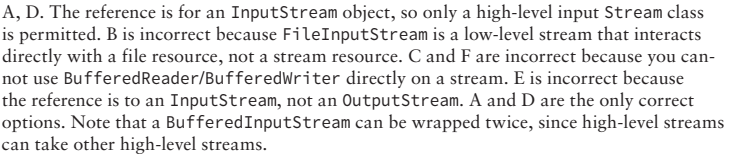 A, D. The reference is for an InputStream object, so only a high-level input Stream class
is permitted. B is incorrect because FileInputStream is a low-level stream that interacts
directly with a file resource, not a stream resource. C and F are incorrect because you can-
not use BufferedReader/BufferedWriter directly on a stream. E is incorrect because
the reference is to an InputStream, not an OutputStream. A and D are the only correct
options. Note that a BufferedInputStream can be wrapped twice, since high-level streams
can take other high-level streams.